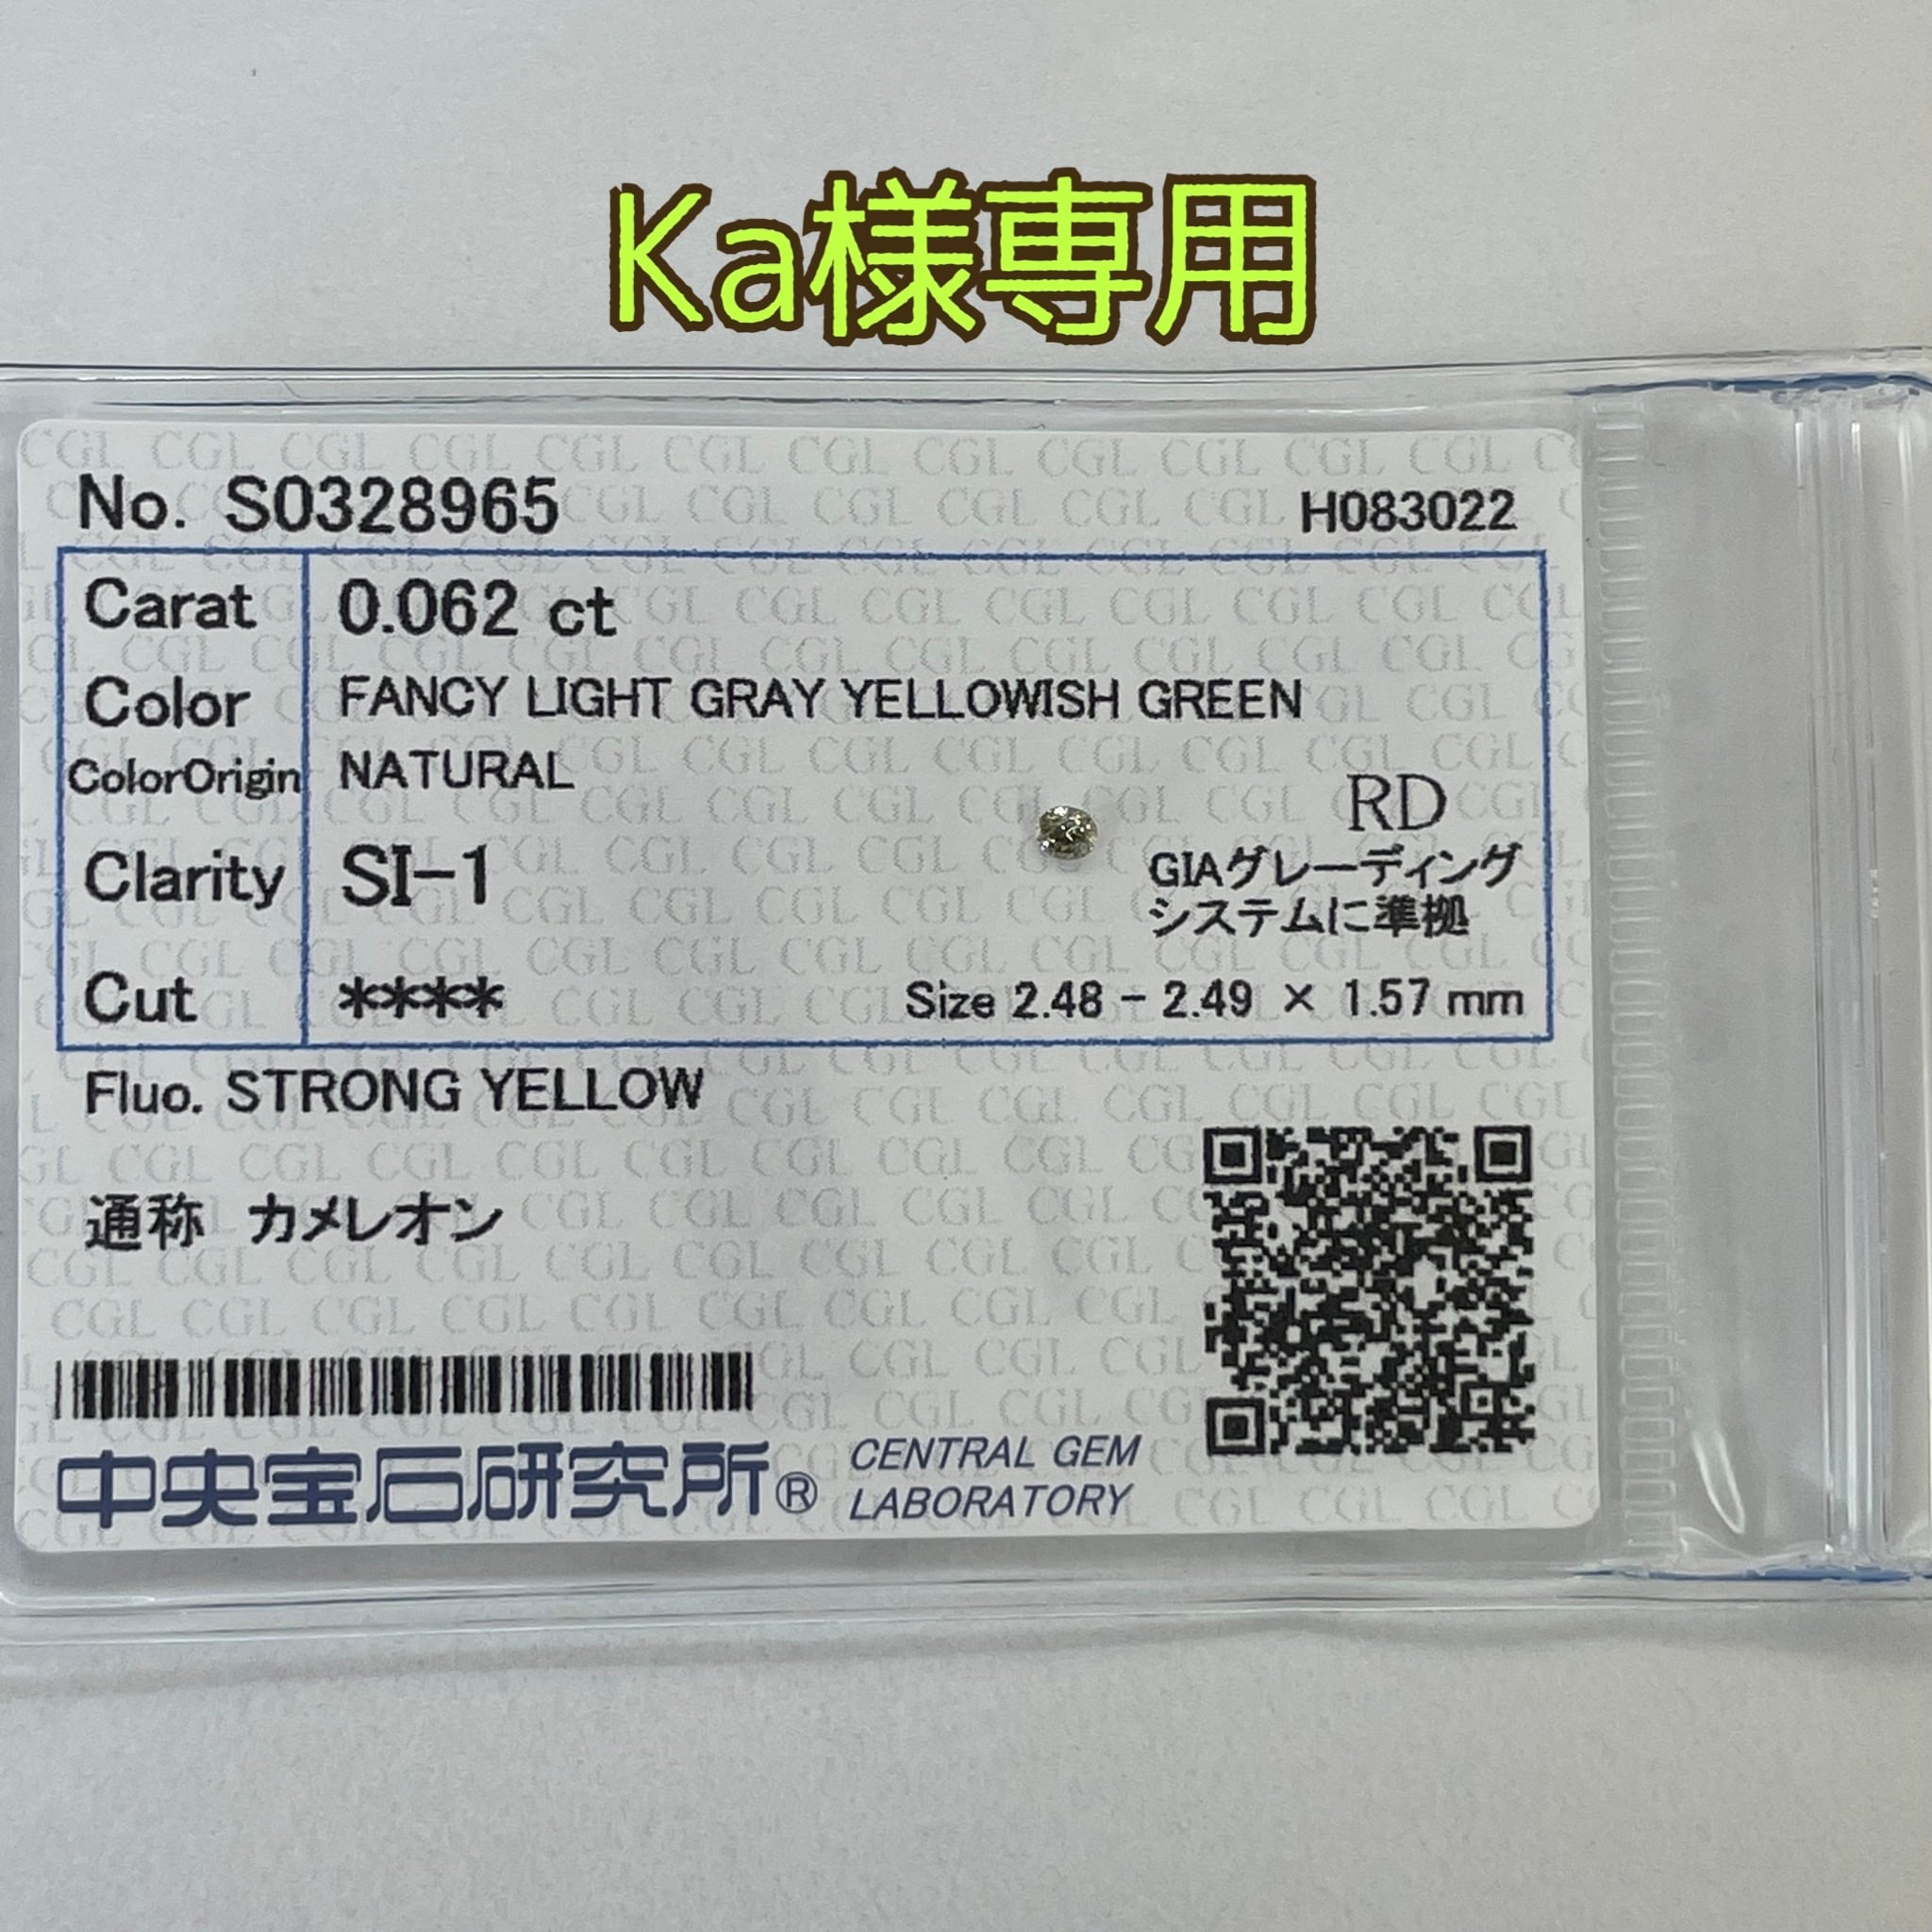 Ka様専用
No. S0328965
H083022
Carat 0.062 ct
Color FANCY LIGHT GRAY YELLOWISH GREEN
ColorOrigin NATURAL
RD
Clarity SI-1
GIAグレーディング
システムに準拠
Cut ****
Size 2.48 - 2.49 × 1.57 mm
Fluo. STRONG YELLOW
通称 カメレオン
中央宝石研究所®
CENTRAL GEM
LABORATORY